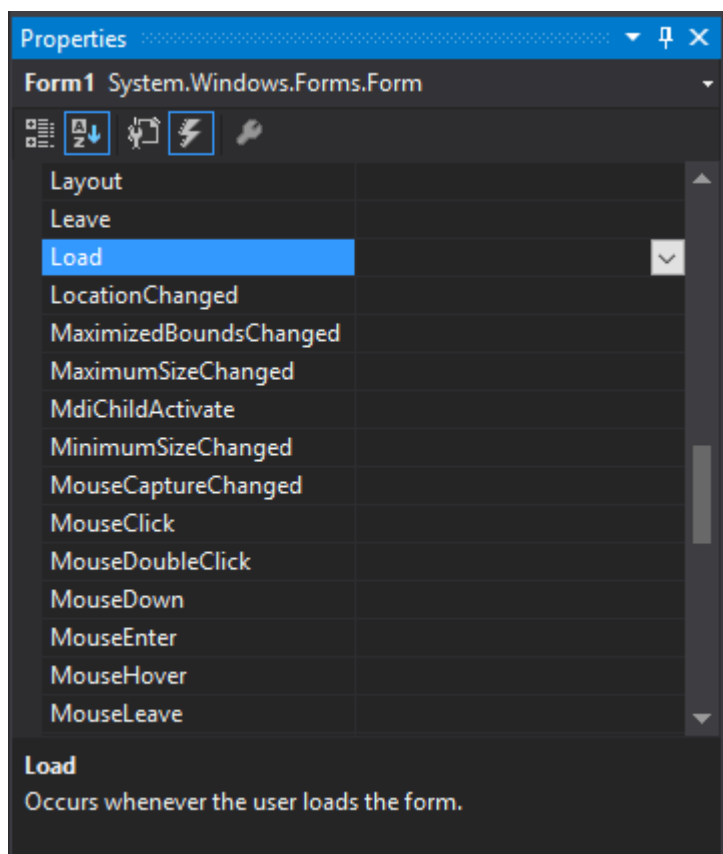 Properties
Form1 System.Windows.Forms.Form
Layout
Leave
Load
LocationChanged
MaximizedBoundsChanged
MaximumSizeChanged
MdiChildActivate
MinimumSizeChanged
MouseCaptureChanged
MouseClick
MouseDoubleClick
MouseDown
MouseEnter
MouseHover
MouseLeave
Load
Occurs whenever the user loads the form.